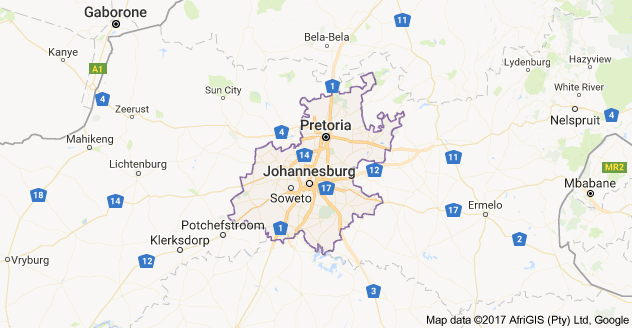 Gaborone
11
Bela-Bela
Kanye
A1
Lydenburg
Hazyview
1
Sun City
White River
4
Zeerust
4
Nelspruit
Pretoria
4
Mahikeng
14
11
MR2
Lichtenburg
Johannesburg
12
Mbabane
18
14
Soweto
17
17
Ermelo
Potchefstroom
1
Klerksdorp
2
Vryburg
12
3
Map data ©2017 AfriGIS (Pty) Ltd, Google